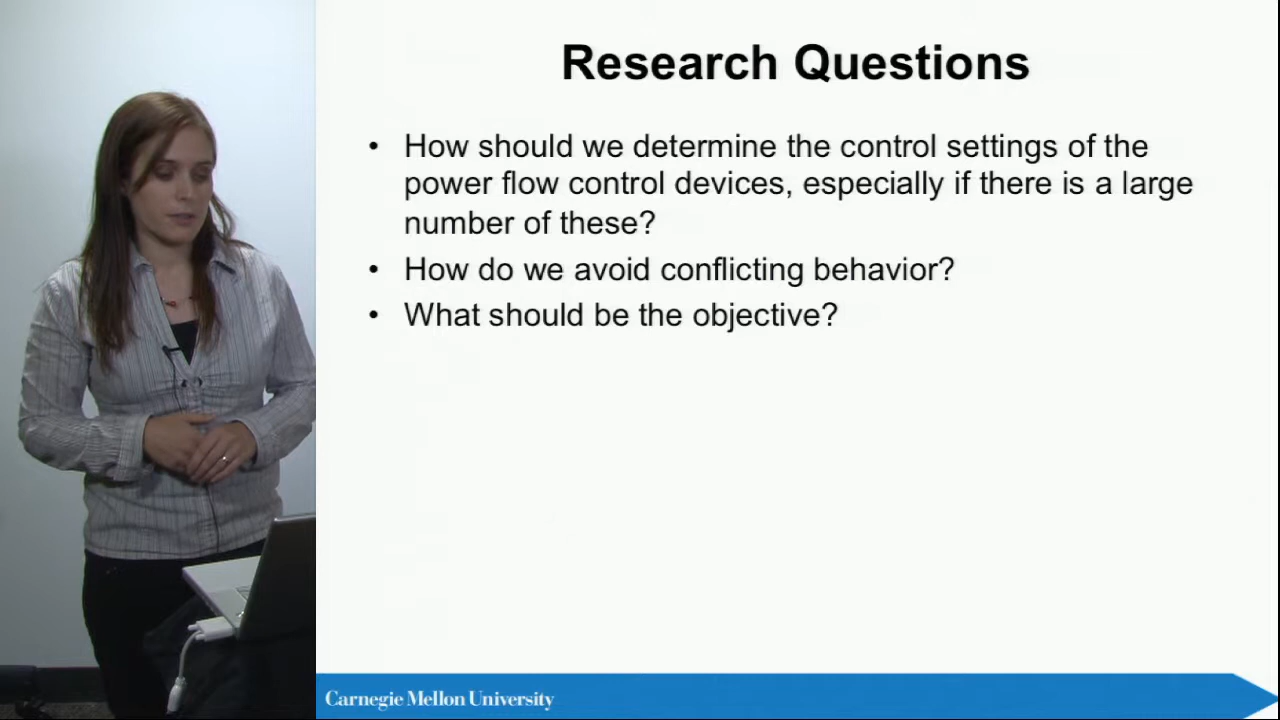 Research Questions
• How should we determine the control settings of the
power flow control devices, especially if there is a large
number of these?
• How do we avoid conflicting behavior?
• What should be the objective?
Carnegie Mellon University